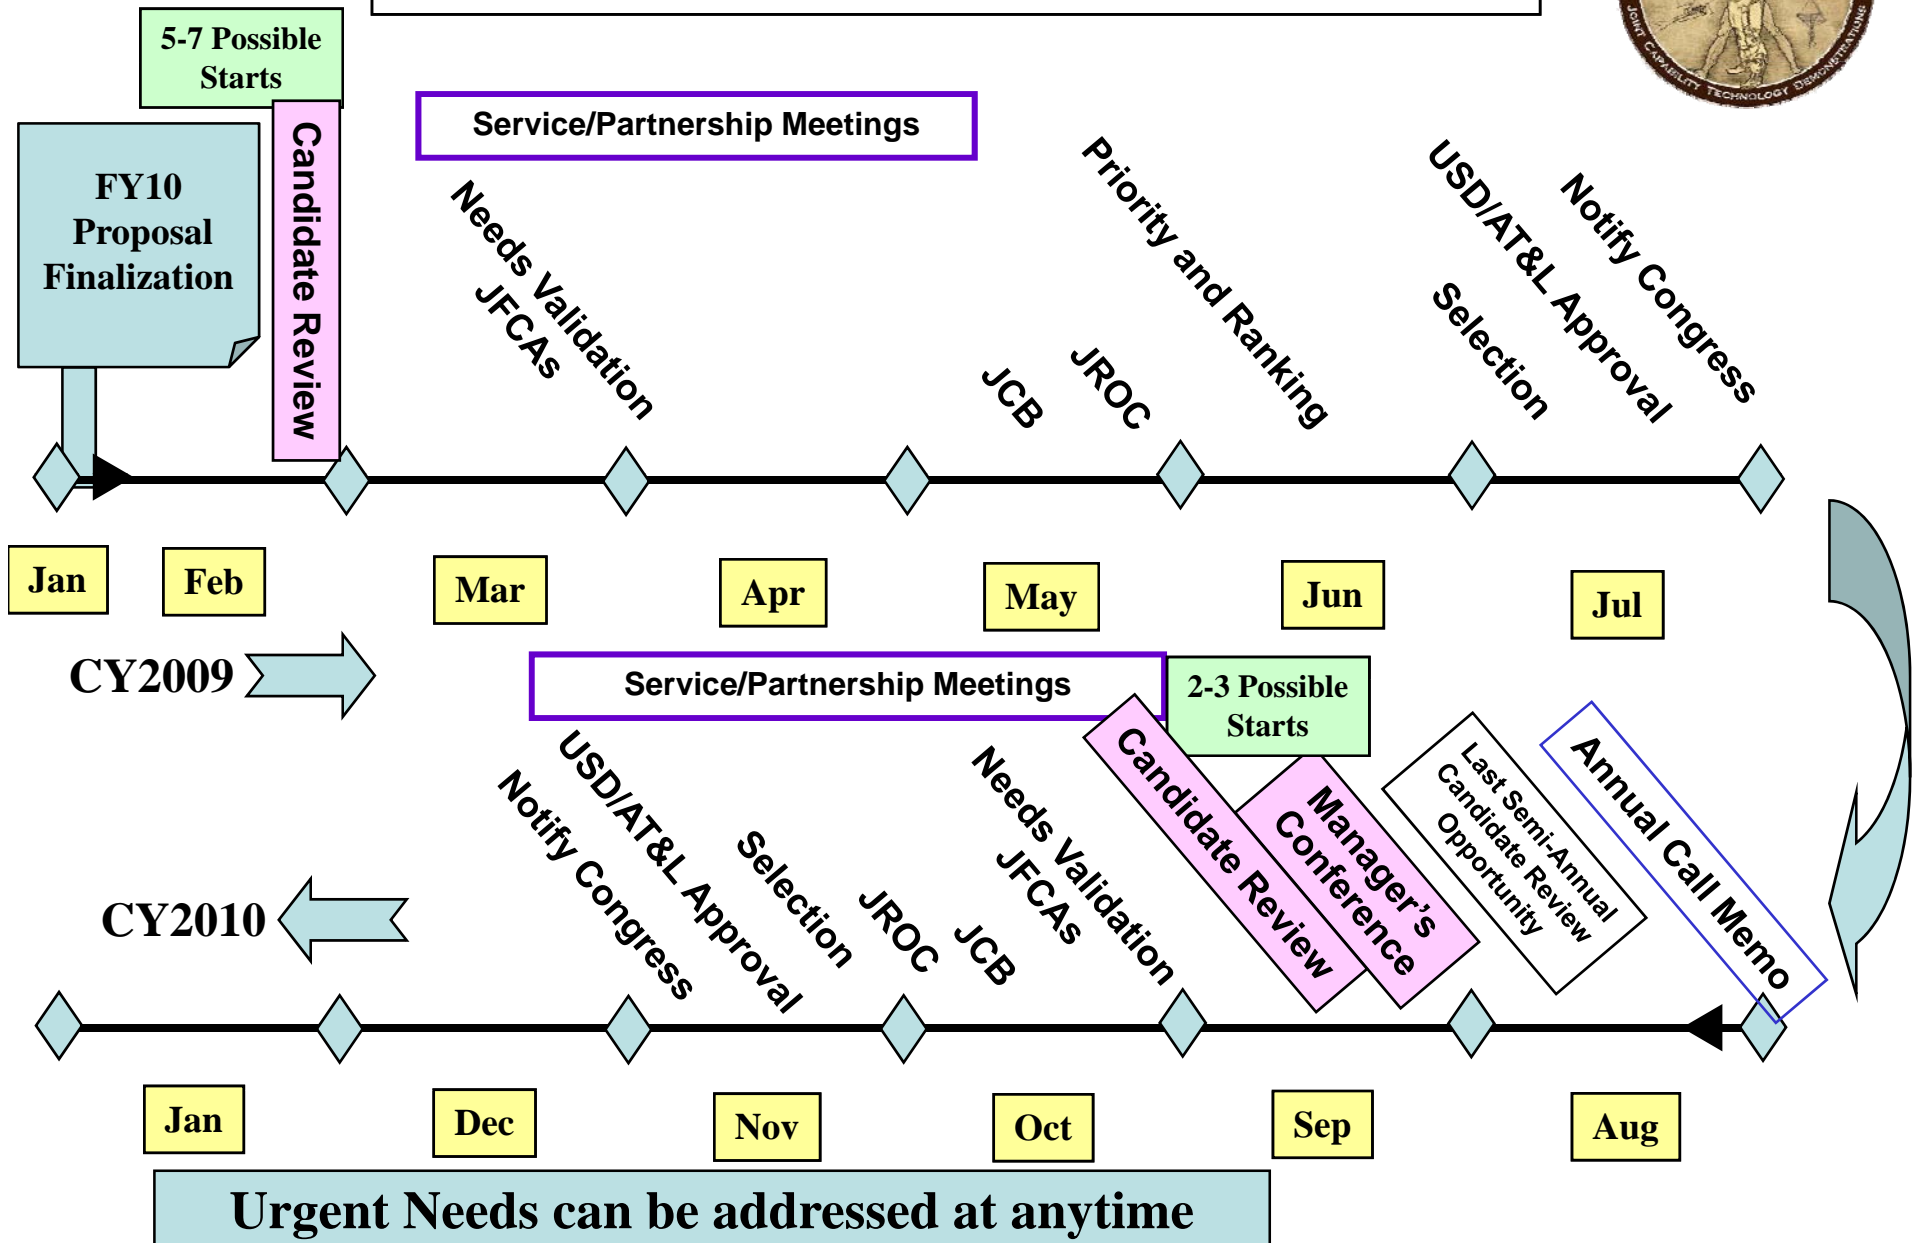 JOINT CAPABILITY TECHNOLOGY DEMONSTRATIONS
5-7 Possible
Starts
FY10
Proposal
Finalization
Candidate Review
Service/Partnership Meetings
Needs Validation
JFCAs
JCB
JROC
Priority and Ranking
Selection
USD/AT&L Approval
Notify Congress
Jan
Feb
Mar
Apr
May
Jun
Jul
CY2009
Service/Partnership Meetings
2-3 Possible
Starts
Notify Congress
USD/AT&L Approval
Selection
JROC
JCB
Needs Validation
JFCAs
Candidate Review
Manager's
Conference
Last Semi-Annual
Candidate Review
Opportunity
Annual Call Memo
CY2010
Jan
Dec
Nov
Oct
Sep
Aug
Urgent Needs can be addressed at anytime